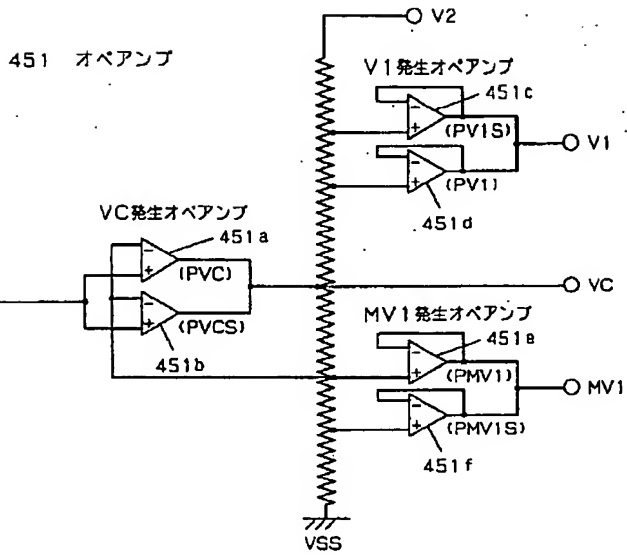 V2
451 オペアンプ
V1発生オペアンプ
451c
(PV1S)
V1
(PV1)
451d
VC発生オペアンプ
451a
(PVC)
VC
(PVCS)
451b
MV1発生オペアンプ
451e
(PMV1)
MV1
(PMV1S)
451f
VSS